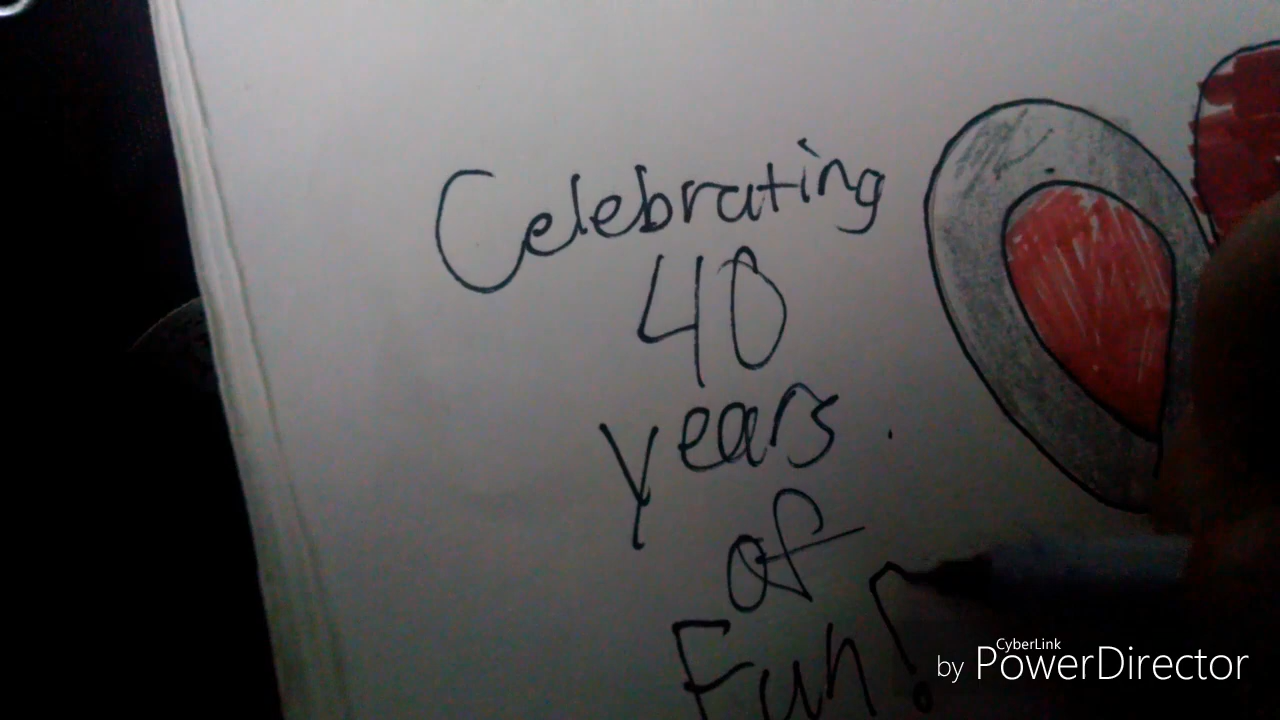 Celebrating
40
years
of
Fun!
CyberLink
by PowerDirector